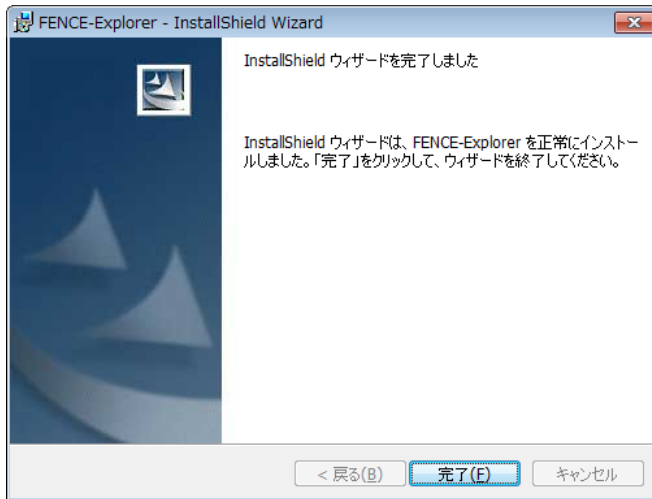 FENCE-Explorer - InstallShield Wizard
InstallShield ウィザードを完了しました
InstallShield ウィザードは、FENCE-Explorer を正常にインストー
ルしました。「完了」をクリックして、ウィザードを終了してください。
< 戻る(B)
完了(F)
キャンセル